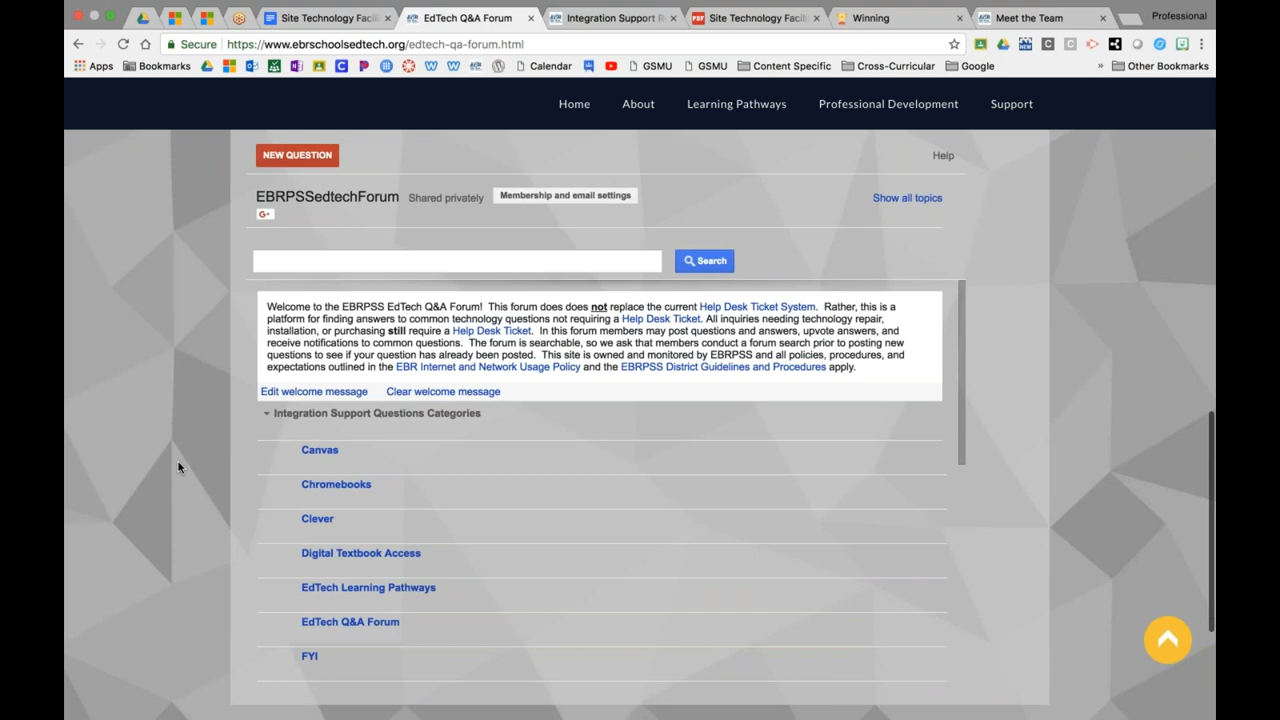 Site Technology Facili
EdTech Q&A Forum
Integration Support R
Site Technology Facili
Winning
Meet the Team
Professional
Secure
https://www.ebrschoolsedtech.org/edtech-qa-forum.html
Apps
Bookmarks
Calendar
GSMU
GSMU
Content Specific
Cross-Curricular
Google
»
Other Bookmarks
Home
About
Learning Pathways
Professional Development
Support
NEW QUESTION
Help
EBRPSSedtechForum
Shared privately
Membership and email settings
Show all topics
G+
Search
Welcome to the EBRPSS EdTech Q&A Forum! This forum does does not replace the current Help Desk Ticket System. Rather, this is a
platform for finding answers to common technology questions not requiring a Help Desk Ticket. All inquiries needing technology repair,
installation, or purchasing still require a Help Desk Ticket. In this forum members may post questions and answers, upvote answers, and
receive notifications to common questions. The forum is searchable, so we ask that members conduct a forum search prior to posting new
questions to see if your question has already been posted. This site is owned and monitored by EBRPSS and all policies, procedures, and
expectations outlined in the EBR Internet and Network Usage Policy and the EBRPSS District Guidelines and Procedures apply.
Edit welcome message
Clear welcome message
Integration Support Questions Categories
Canvas
Chromebooks
Clever
Digital Textbook Access
EdTech Learning Pathways
EdTech Q&A Forum
FYI